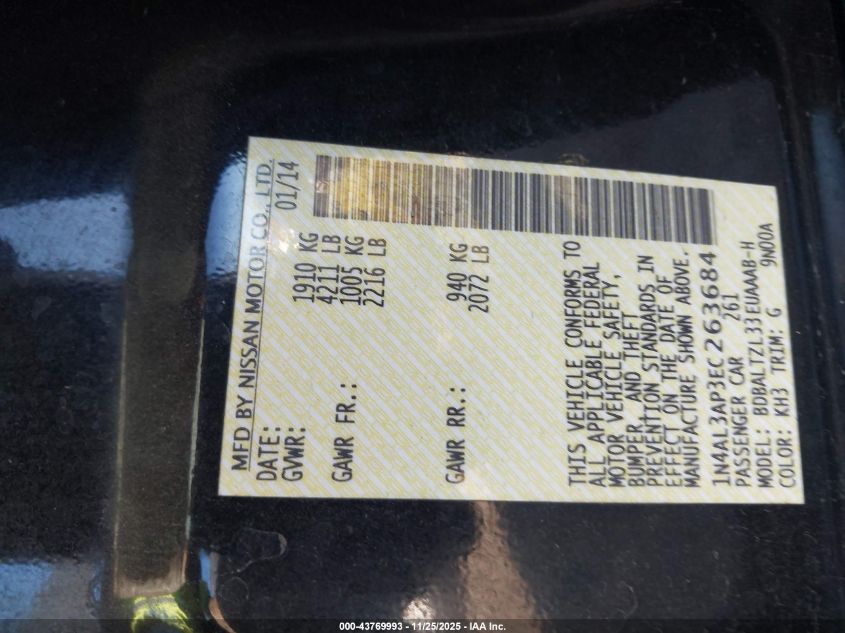 MFD BY NISSAN MOTOR CO., LTD.
DATE: 01/14
GVWR: 1910 KG
4211 LB
GAWR FR.: 1005 KG
2216 LB
GAWR RR.: 940 KG
2072 LB
THIS VEHICLE CONFORMS TO
ALL APPLICABLE FEDERAL
MOTOR VEHICLE SAFETY,
BUMPER, AND THEFT
PREVENTION STANDARDS IN
EFFECT ON THE DATE OF
MANUFACTURE SHOWN ABOVE.
1N4AL3AP3EC263684
PASSENGER CAR 261
MODEL: BDBALTZL33EUAAAB-H
COLOR: KH3 TRIM: G 9N00A
000-43769993 - 11/25/2025 - IAA Inc.